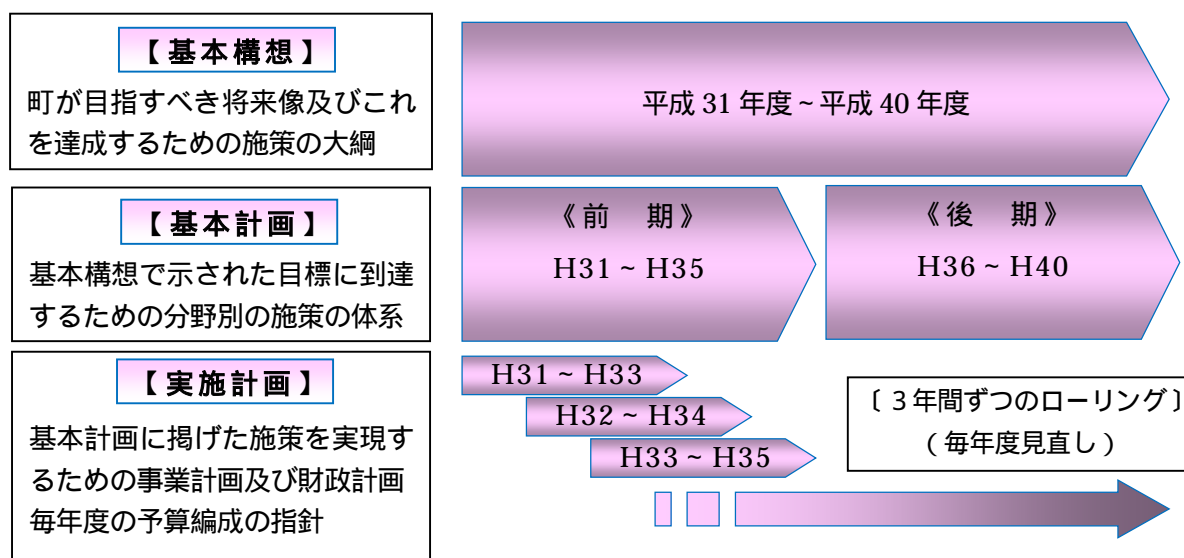 【基本構想】
町が目指すべき将来像及びこれ
を達成するための施策の大綱
平成 31 年度～平成 40 年度
【基本計画】
基本構想で示された目標に到達
するための分野別の施策の体系
《前　期》
H31～H35
《後　期》
H36～H40
【実施計画】
基本計画に掲げた施策を実現す
るための事業計画及び財政計画
毎年度の予算編成の指針
H31～H33
H32～H34
H33～H35
〔３年間ずつのローリング〕
（毎年度見直し）